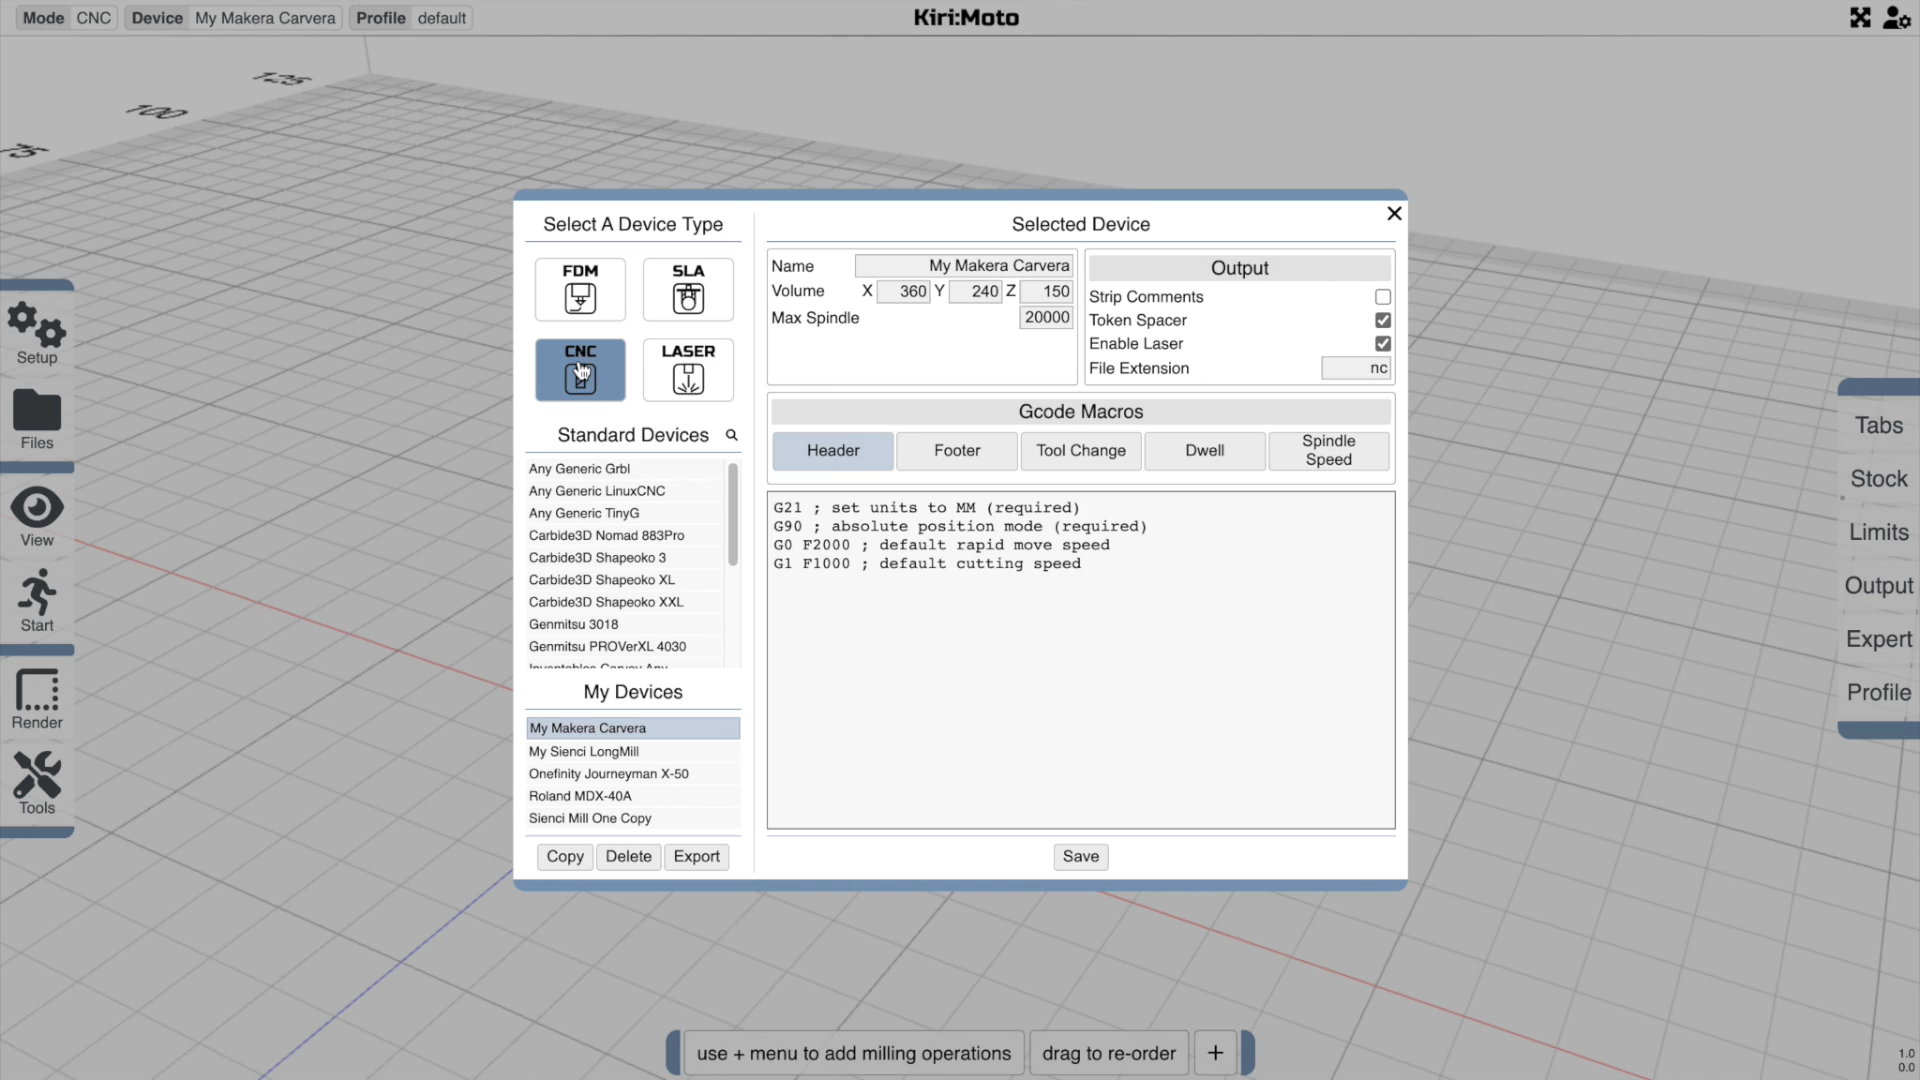 Mode CNC Device My Makera Carvera Profile default
Kiri:Moto
125
100
75
Setup
Files
View
Start
Render
Tools
Select A Device Type
FDM SLA
CNC LASER
Standard Devices
Any Generic Grbl
Any Generic LinuxCNC
Any Generic TinyG
Carbide3D Nomad 883Pro
Carbide3D Shapeoko 3
Carbide3D Shapeoko XL
Carbide3D Shapeoko XXL
Genmitsu 3018
Genmitsu PROVerXL 4030
Inventables Carvey Any
My Devices
My Makera Carvera
My Sienci LongMill
Onefinity Journeyman X-50
Roland MDX-40A
Sienci Mill One Copy
Copy Delete Export
Selected Device
Name My Makera Carvera
Volume X 360 Y 240 Z 150
Max Spindle 20000
Output
Strip Comments
Token Spacer
Enable Laser
File Extension nc
Gcode Macros
Header Footer Tool Change Dwell Spindle Speed
G21 ; set units to MM (required)
G90 ; absolute position mode (required)
G0 F2000 ; default rapid move speed
G1 F1000 ; default cutting speed
Save
Tabs
Stock
Limits
Output
Expert
Profile
use + menu to add milling operations drag to re-order +
1.0
0.0